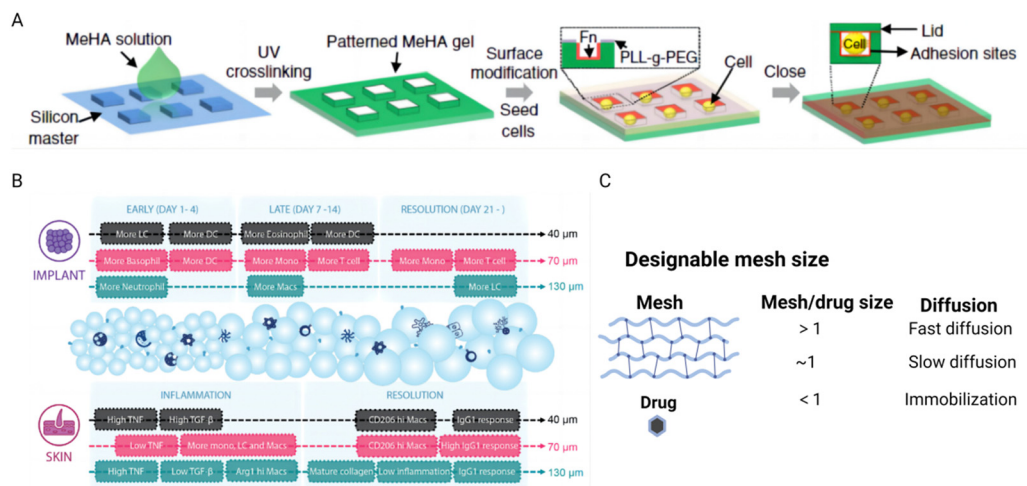 A
MeHA solution
Silicon
master
UV
crosslinking
Patterned MeHA gel
Surface
modification
Seed
cells
Fn
PLL-g-PEG
Cell
Close
Cell
Lid
Adhesion sites
B
EARLY (DAY 1- 4)
LATE (DAY 7 -14)
RESOLUTION (DAY 21 - )
IMPLANT
More LC
More DC
More Eosinophil
More DC
40 µm
More Basophil
More DC
More Mono
More T cell
More Mono
More T cell
70 µm
More Neutrophil
More Macs
More LC
130 µm
INFLAMMATION
RESOLUTION
SKIN
High TNF
High TGF β
CD206 hi Macs
IgG1 response
40 µm
Low TNF
More mono, LC and Macs
CD206 hi Macs
High IgG1 response
70 µm
High TNF
Low TGF-β
Arg1 hi Macs
Mature collagen
Low inflammation
IgG1 response
130 µm
C
Designable mesh size
Mesh
Mesh/drug size
Diffusion
> 1
Fast diffusion
~1
Slow diffusion
Drug
< 1
Immobilization